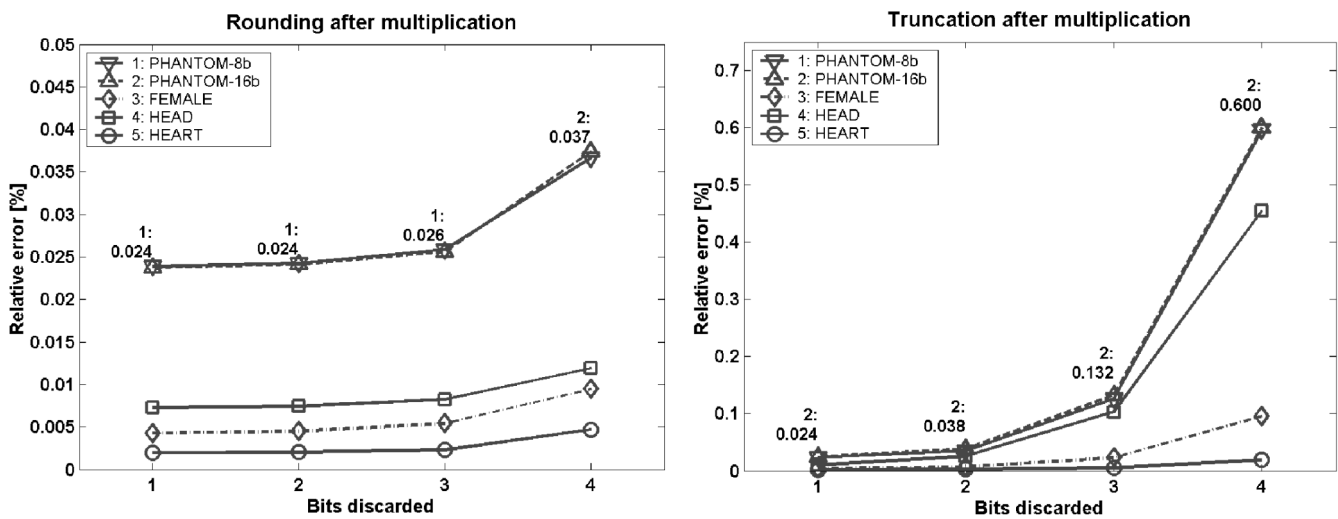 Rounding after multiplication
0.05
0.045
0.04
0.035
0.03
0.025
0.02
0.015
0.01
0.005
0
Relative error [%]
1: PHANTOM-8b
2: PHANTOM-16b
3: FEMALE
4: HEAD
5: HEART
1:
0.024
1:
0.024
1:
0.026
2:
0.037
1
2
3
4
Bits discarded
Truncation after multiplication
0.7
0.6
0.5
0.4
0.3
0.2
0.1
0
Relative error [%]
1: PHANTOM-8b
2: PHANTOM-16b
3: FEMALE
4: HEAD
5: HEART
2:
0.024
2:
0.038
2:
0.132
2:
0.600
1
2
3
4
Bits discarded